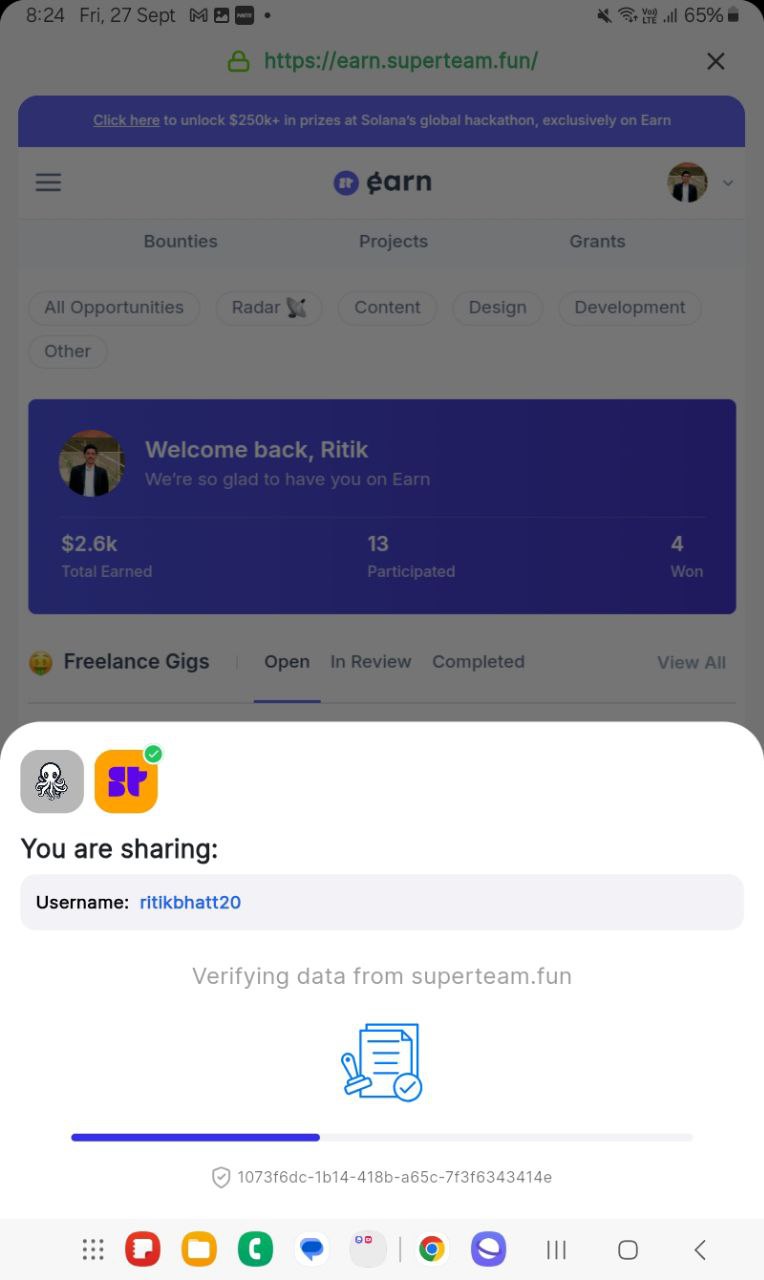 8:24 Fri, 27 Sept
Vo) LTE 65%
https://earn.superteam.fun/
Click here to unlock $250k+ in prizes at Solana's global hackathon, exclusively on Earn
earn
Bounties Projects Grants
All Opportunities Radar Content Design Development
Other
Welcome back, Ritik
We're so glad to have you on Earn
$2.6k 13 4
Total Earned Participated Won
Freelance Gigs Open In Review Completed View All
You are sharing:
Username: ritikbhatt20
Verifying data from superteam.fun
1073f6dc-1b14-418b-a65c-7f3f6343414e